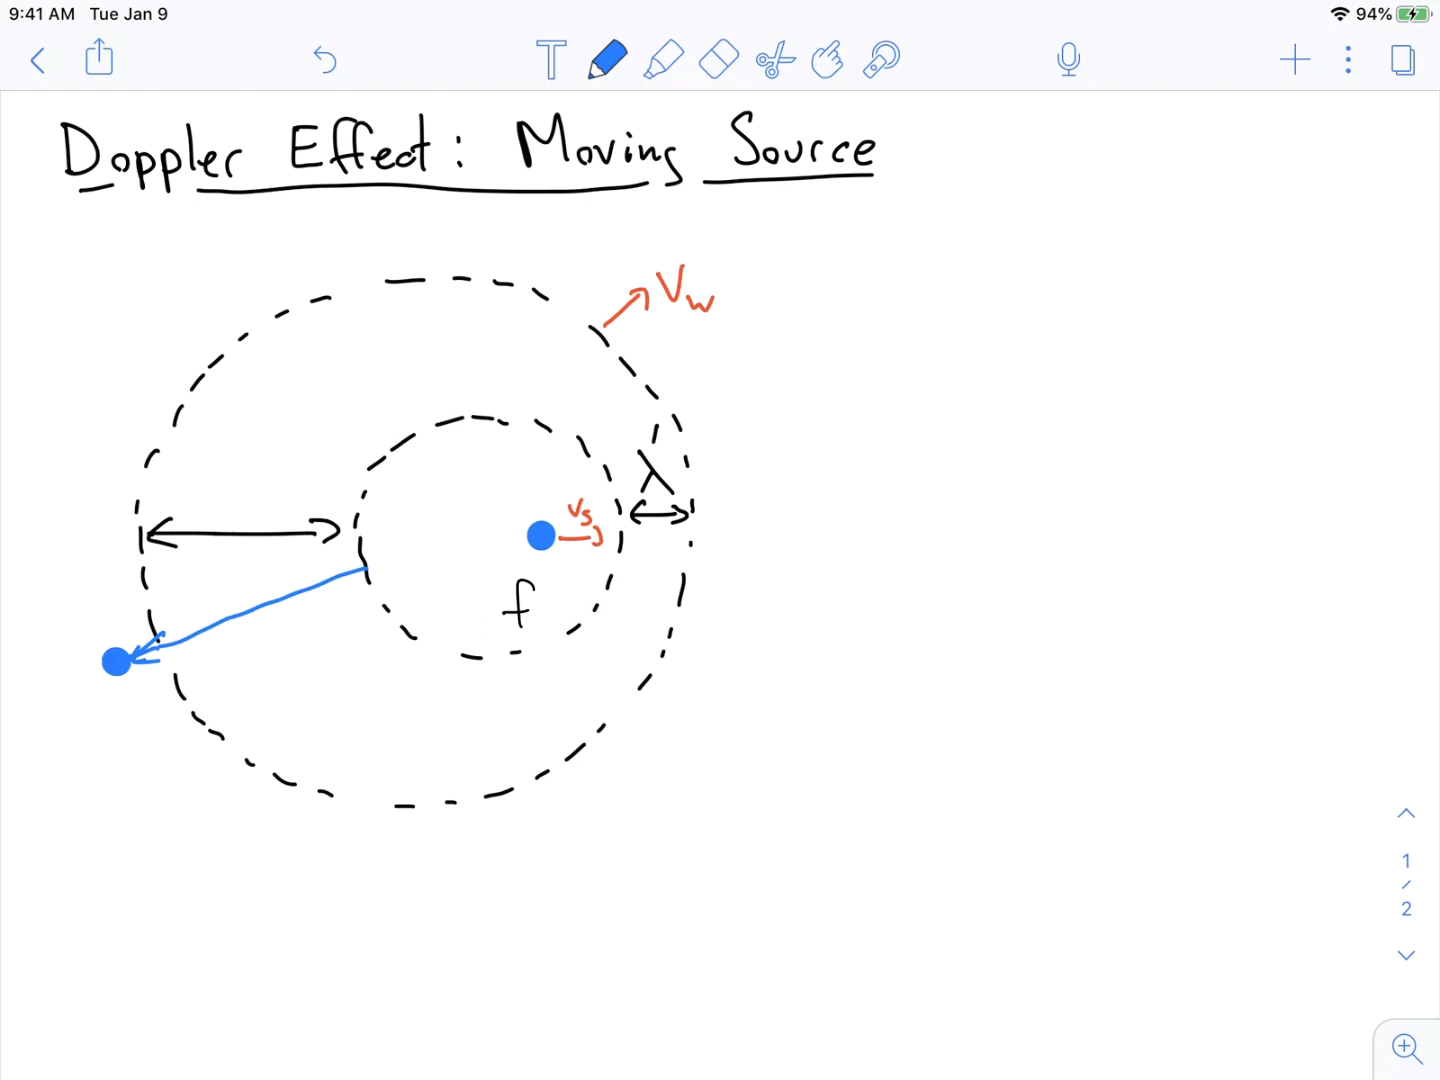 9:41 AM Tue Jan 9
94%
T
Doppler Effect: Moving Source
Vw
λ
Vs
f
1
/
2